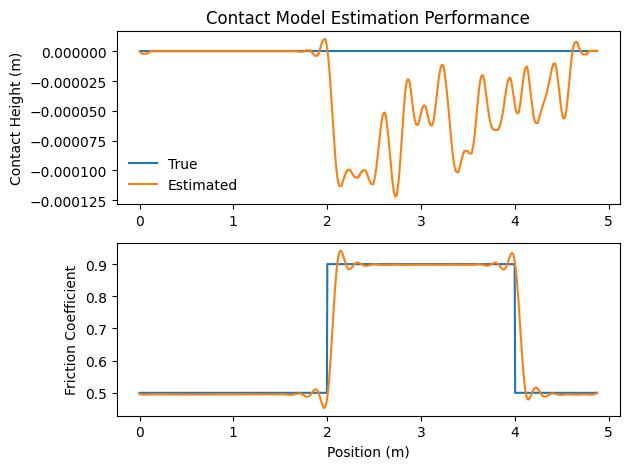 Contact Model Estimation Performance
Contact Height (m)
0.000000
−0.000025
−0.000050
−0.000075
−0.000100
−0.000125
True
Estimated
0 1 2 3 4 5
Friction Coefficient
0.9
0.8
0.7
0.6
0.5
0 1 2 3 4 5
Position (m)